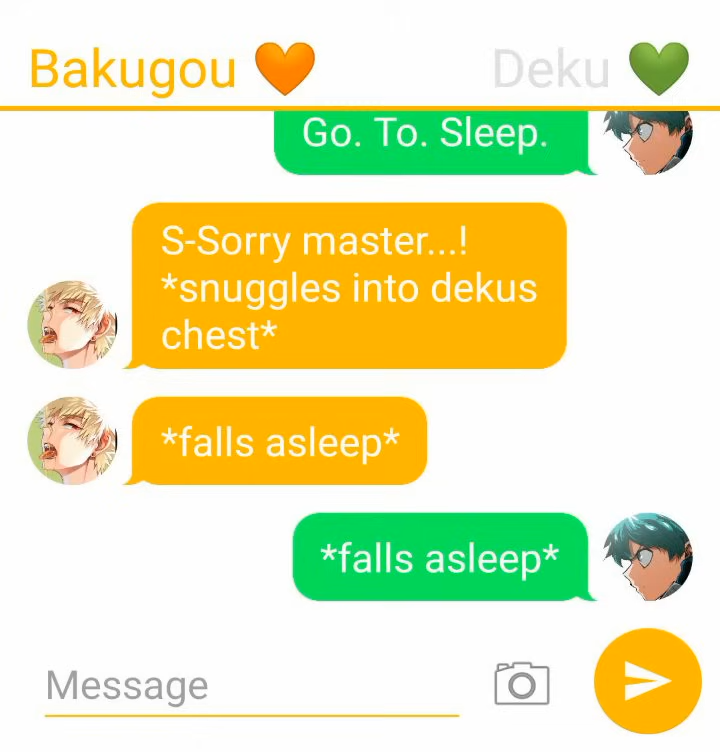 Bakugou 🧡 Deku 💚
Go. To. Sleep.
S-Sorry master...!
*snuggles into dekus
chest*
*falls asleep*
*falls asleep*
Message